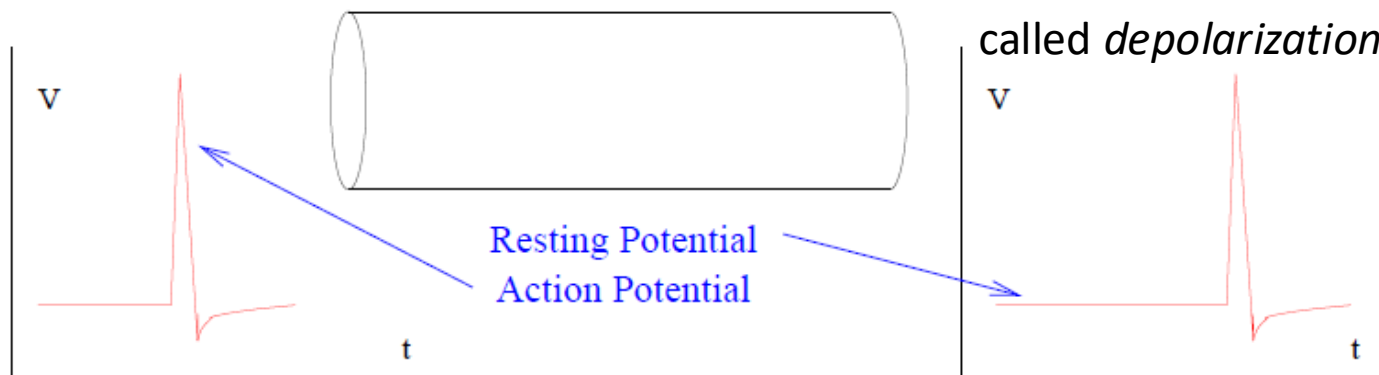 called depolarization
V
V
Resting Potential
Action Potential
t
t